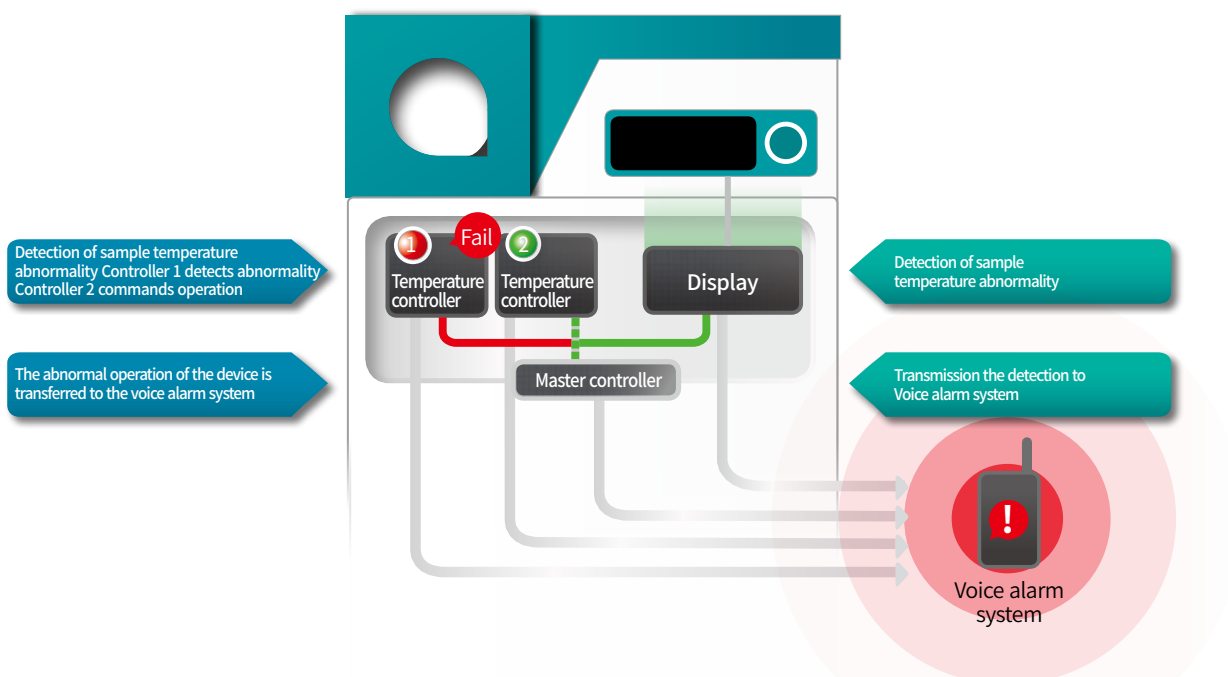 Detection of sample temperature
abnormality Controller 1 detects abnormality
Controller 2 commands operation
The abnormal operation of the device is
transferred to the voice alarm system
1
Fail
2
Temperature
controller
Temperature
controller
Display
Master controller
Detection of sample
temperature abnormality
Transmission the detection to
Voice alarm system
!
Voice alarm
system